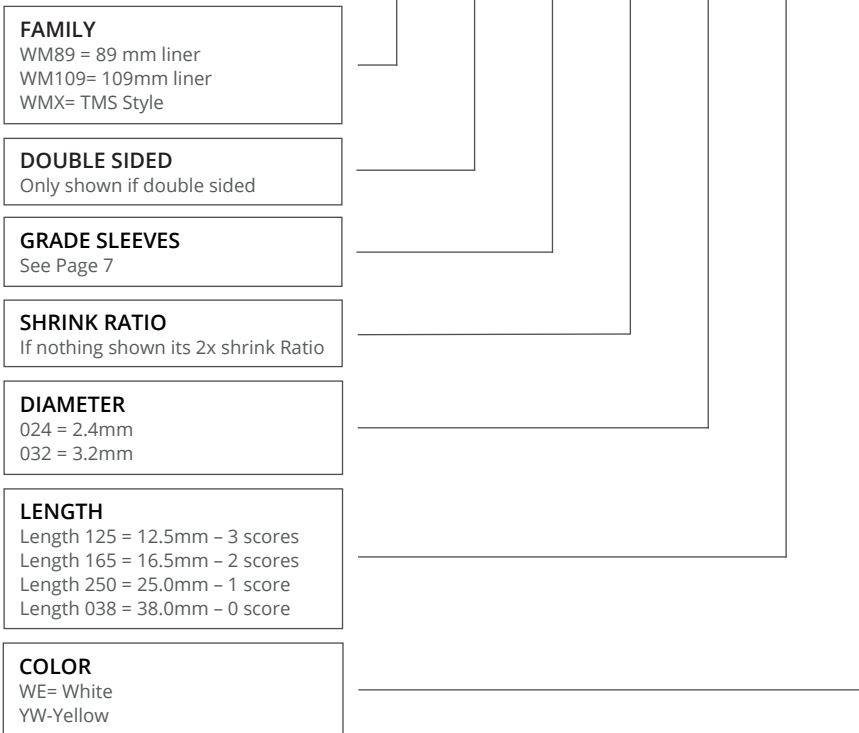 FAMILY
WM89 = 89 mm liner
WM109= 109mm liner
WMX= TMS Style
DOUBLE SIDED
Only shown if double sided
GRADE SLEEVES
See Page 7
SHRINK RATIO
If nothing shown its 2x shrink Ratio
DIAMETER
024 = 2.4mm
032 = 3.2mm
LENGTH
Length 125 = 12.5mm – 3 scores
Length 165 = 16.5mm – 2 scores
Length 250 = 25.0mm – 1 score
Length 038 = 38.0mm – 0 score
COLOR
WE= White
YW-Yellow